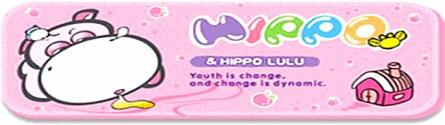 HIPPO
& HIPPO LULU
Youth is change,
and change is dynamic.